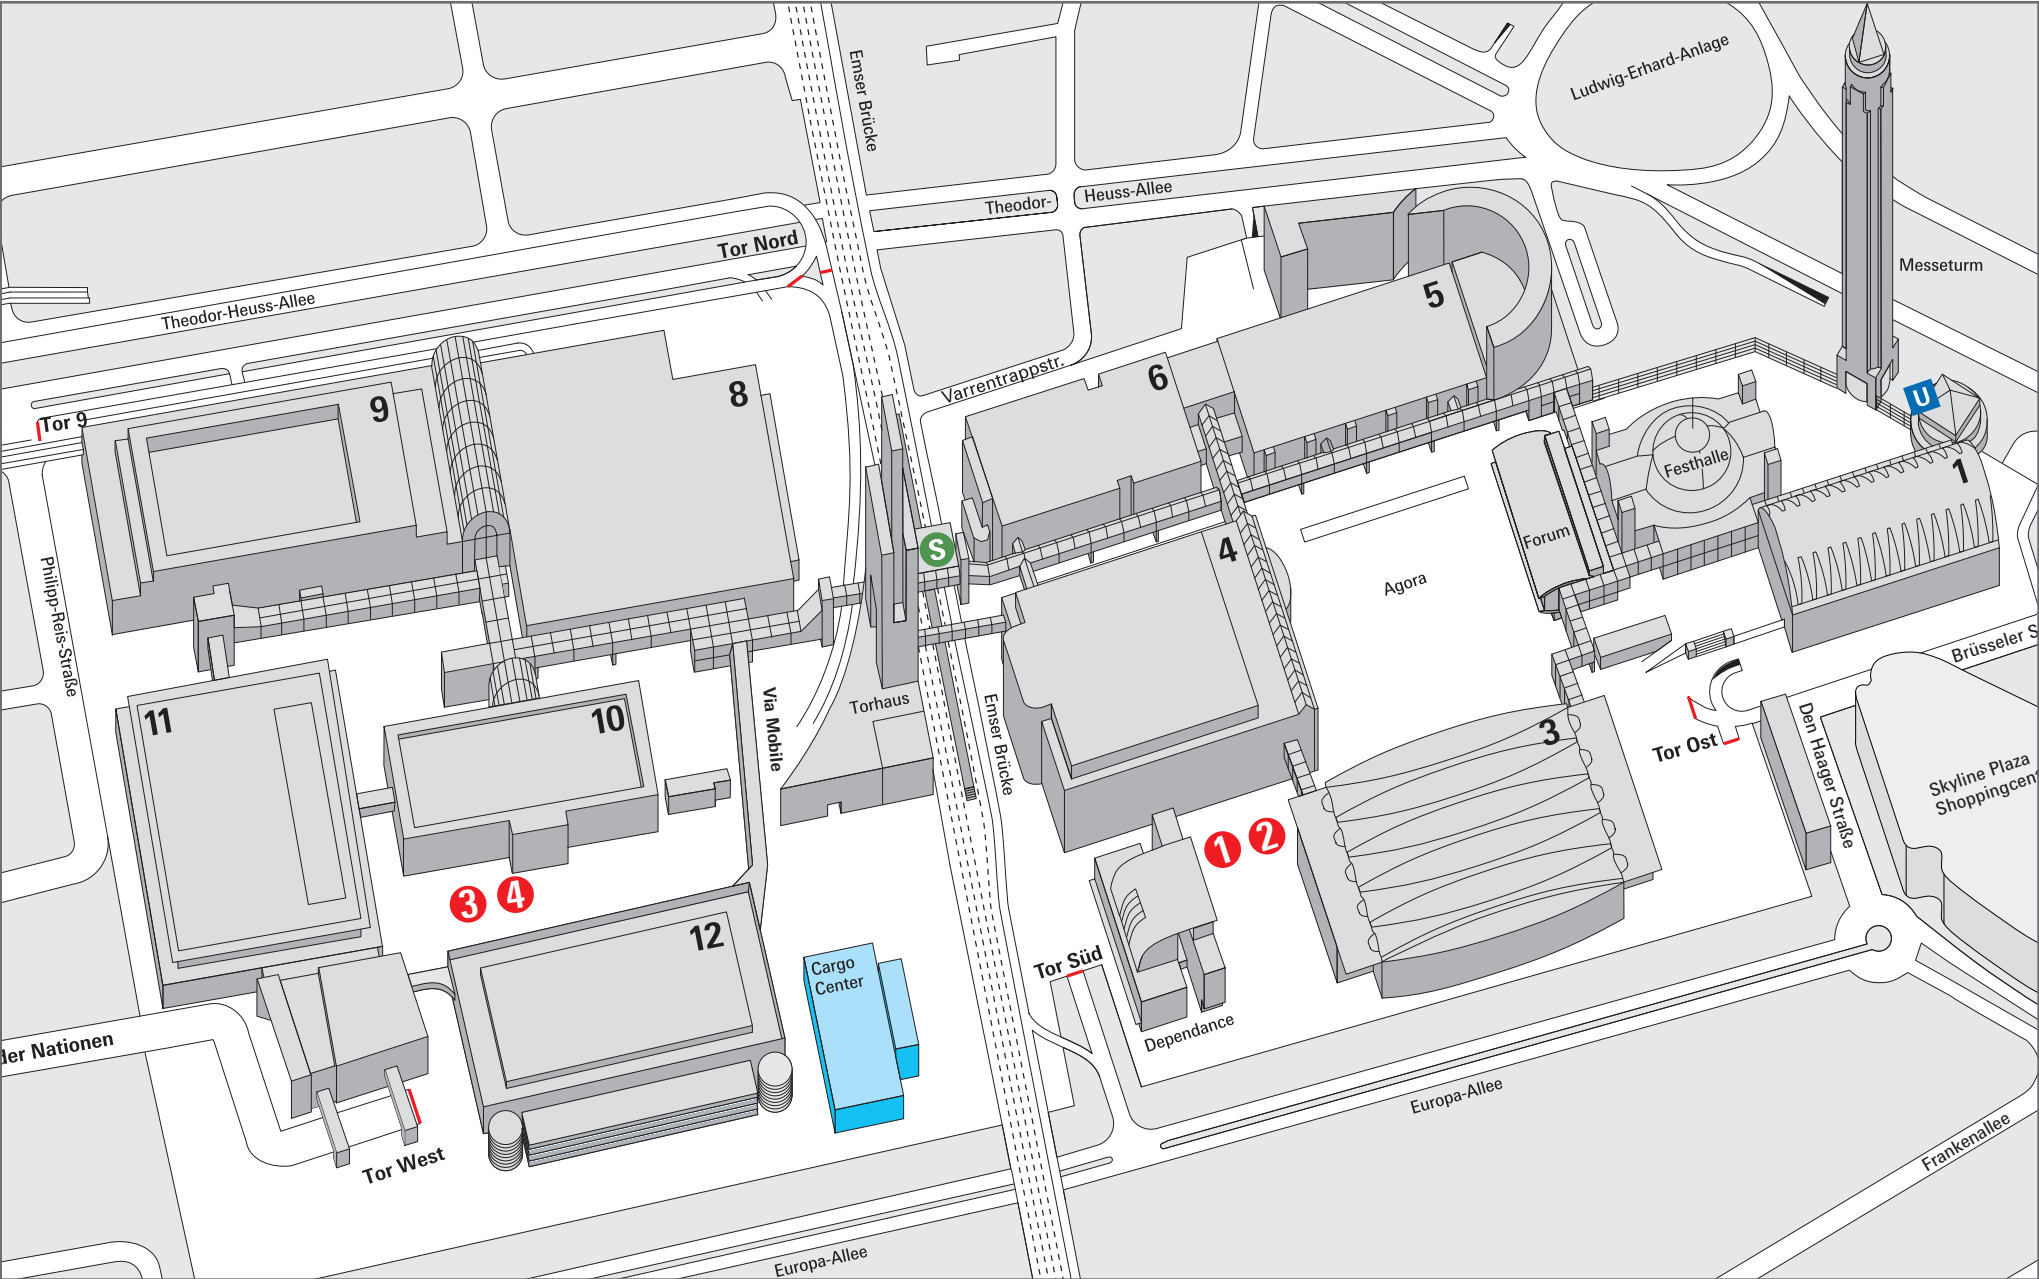 Emser Brücke
Ludwig-Erhard-Anlage
Theodor-
Heuss-Allee
Tor Nord
Messeturm
Theodor-Heuss-Allee
5
Varrentrappstr.
6
8
9
Tor 9
U
1
Festhalle
Forum
S
4
Agora
Philipp-Reis-Straße
Brüsseler S
Torhaus
Via Mobile
Emser Brücke
11
10
3
Tor Ost
Den Haager Straße
Skyline Plaza
Shoppingcent
1
2
3
4
12
Cargo
Center
Tor Süd
Dependance
der Nationen
Europa-Allee
Tor West
Frankenallee
Europa-Allee